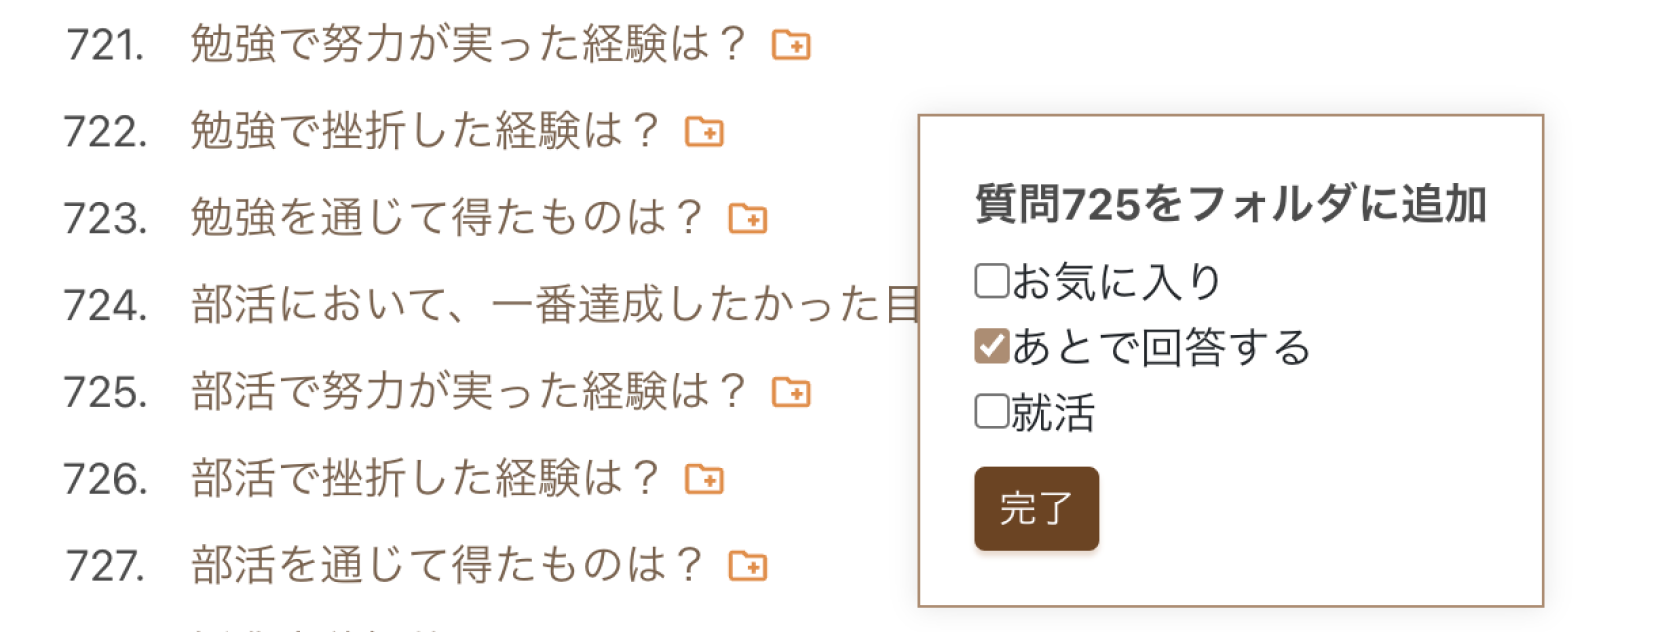 721. 勉強で努力が実った経験は？
722. 勉強で挫折した経験は？
723. 勉強を通じて得たものは？
724. 部活において、一番達成したかった目
725. 部活で努力が実った経験は？
726. 部活で挫折した経験は？
727. 部活を通じて得たものは？
質問725をフォルダに追加
お気に入り
あとで回答する
就活
完了